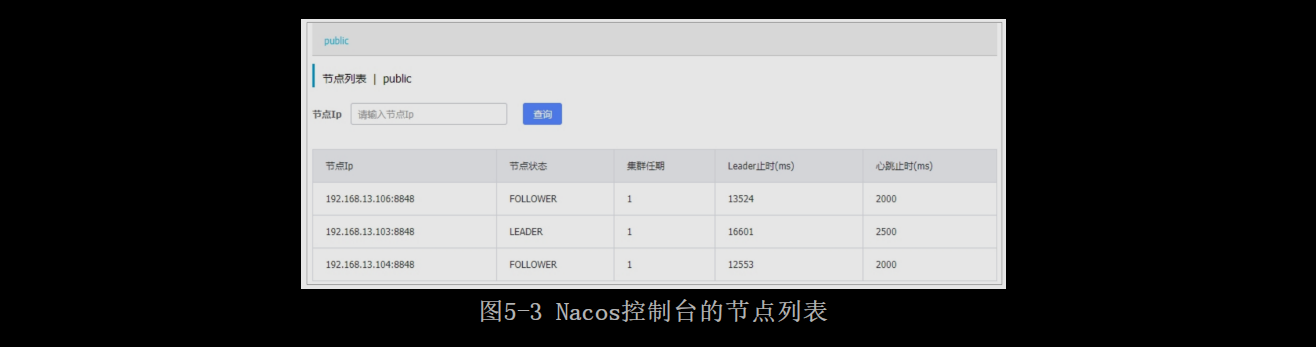 public
节点列表 | public
节点Ip 请输入节点Ip 查询
节点Ip 节点状态 集群任期 Leader止时(ms) 心跳止时(ms)
192.168.13.106:8848 FOLLOWER 1 13524 2000
192.168.13.103:8848 LEADER 1 16601 2500
192.168.13.104:8848 FOLLOWER 1 12553 2000
图5-3 Nacos控制台的节点列表